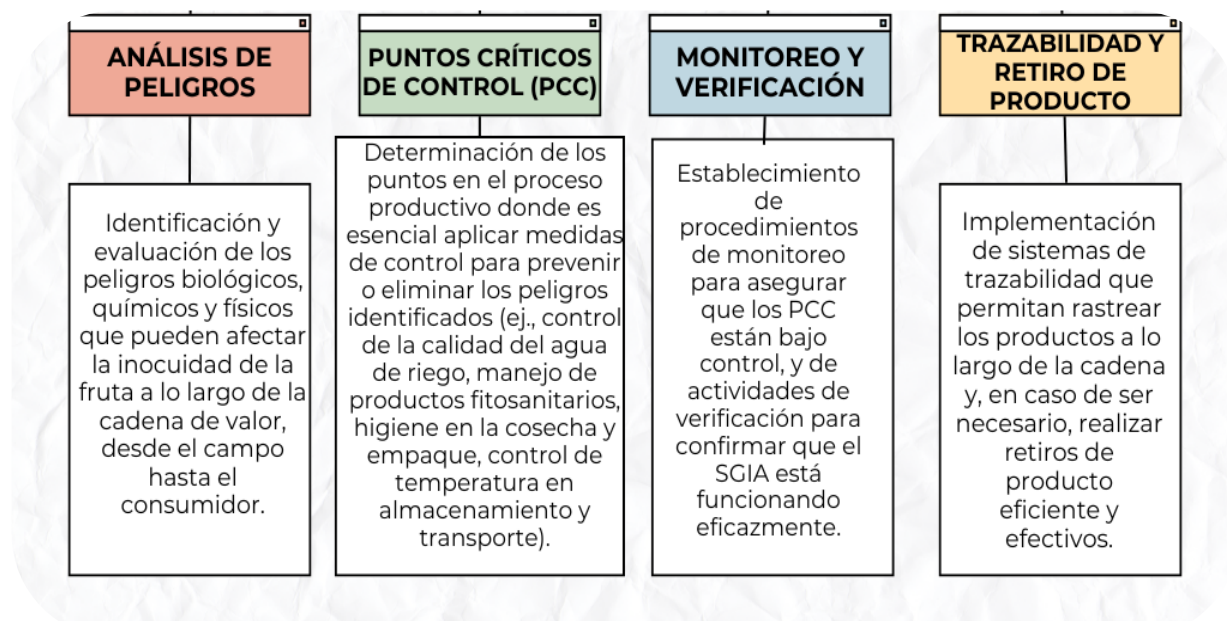 ANÁLISIS DE
PELIGROS
Identificación y
evaluación de los
peligros biológicos,
químicos y físicos
que pueden afectar
la inocuidad de la
fruta a lo largo de la
cadena de valor,
desde el campo
hasta el
consumidor.
PUNTOS CRÍTICOS
DE CONTROL (PCC)
Determinación de los
puntos en el proceso
productivo donde es
esencial aplicar medidas
de control para prevenir
o eliminar los peligros
identificados (ej., control
de la calidad del agua
de riego, manejo de
productos fitosanitarios,
higiene en la cosecha y
empaque, control de
temperatura en
almacenamiento y
transporte).
MONITOREO Y
VERIFICACIÓN
Establecimiento
de
procedimientos
de monitoreo
para asegurar
que los PCC
están bajo
control, y de
actividades de
verificación para
confirmar que el
SGIA está
funcionando
eficazmente.
TRAZABILIDAD Y
RETIRO DE
PRODUCTO
Implementación
de sistemas de
trazabilidad que
permitan rastrear
los productos a lo
largo de la cadena
y, en caso de ser
necesario, realizar
retiros de
producto
eficiente y
efectivos.